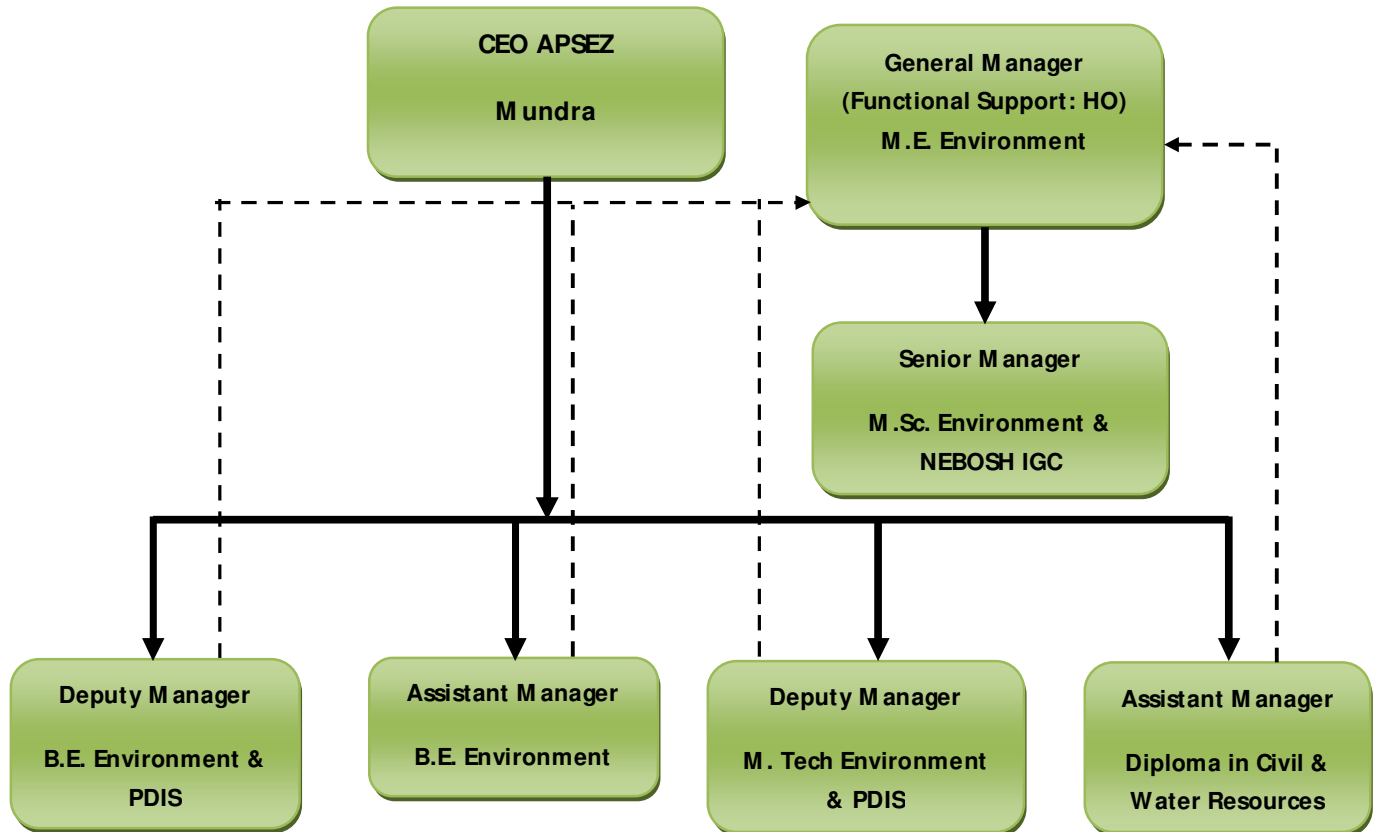 CEO APSEZ
Mundra
General Manager
(Functional Support: HO)
M.E. Environment
Senior Manager
M.Sc. Environment &
NEBOSH IGC
Deputy Manager
B.E. Environment &
PDIS
Assistant Manager
B.E. Environment
Deputy Manager
M. Tech Environment
& PDIS
Assistant Manager
Diploma in Civil &
Water Resources